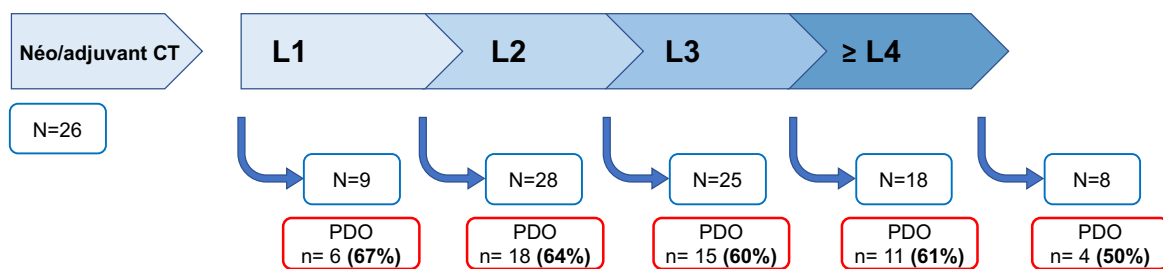 Néo/adjuvant CT
L1
L2
L3
≥ L4
N=26
N=9
N=28
N=25
N=18
N=8
PDO
n= 6 (67%)
PDO
n= 18 (64%)
PDO
n= 15 (60%)
PDO
n= 11 (61%)
PDO
n= 4 (50%)